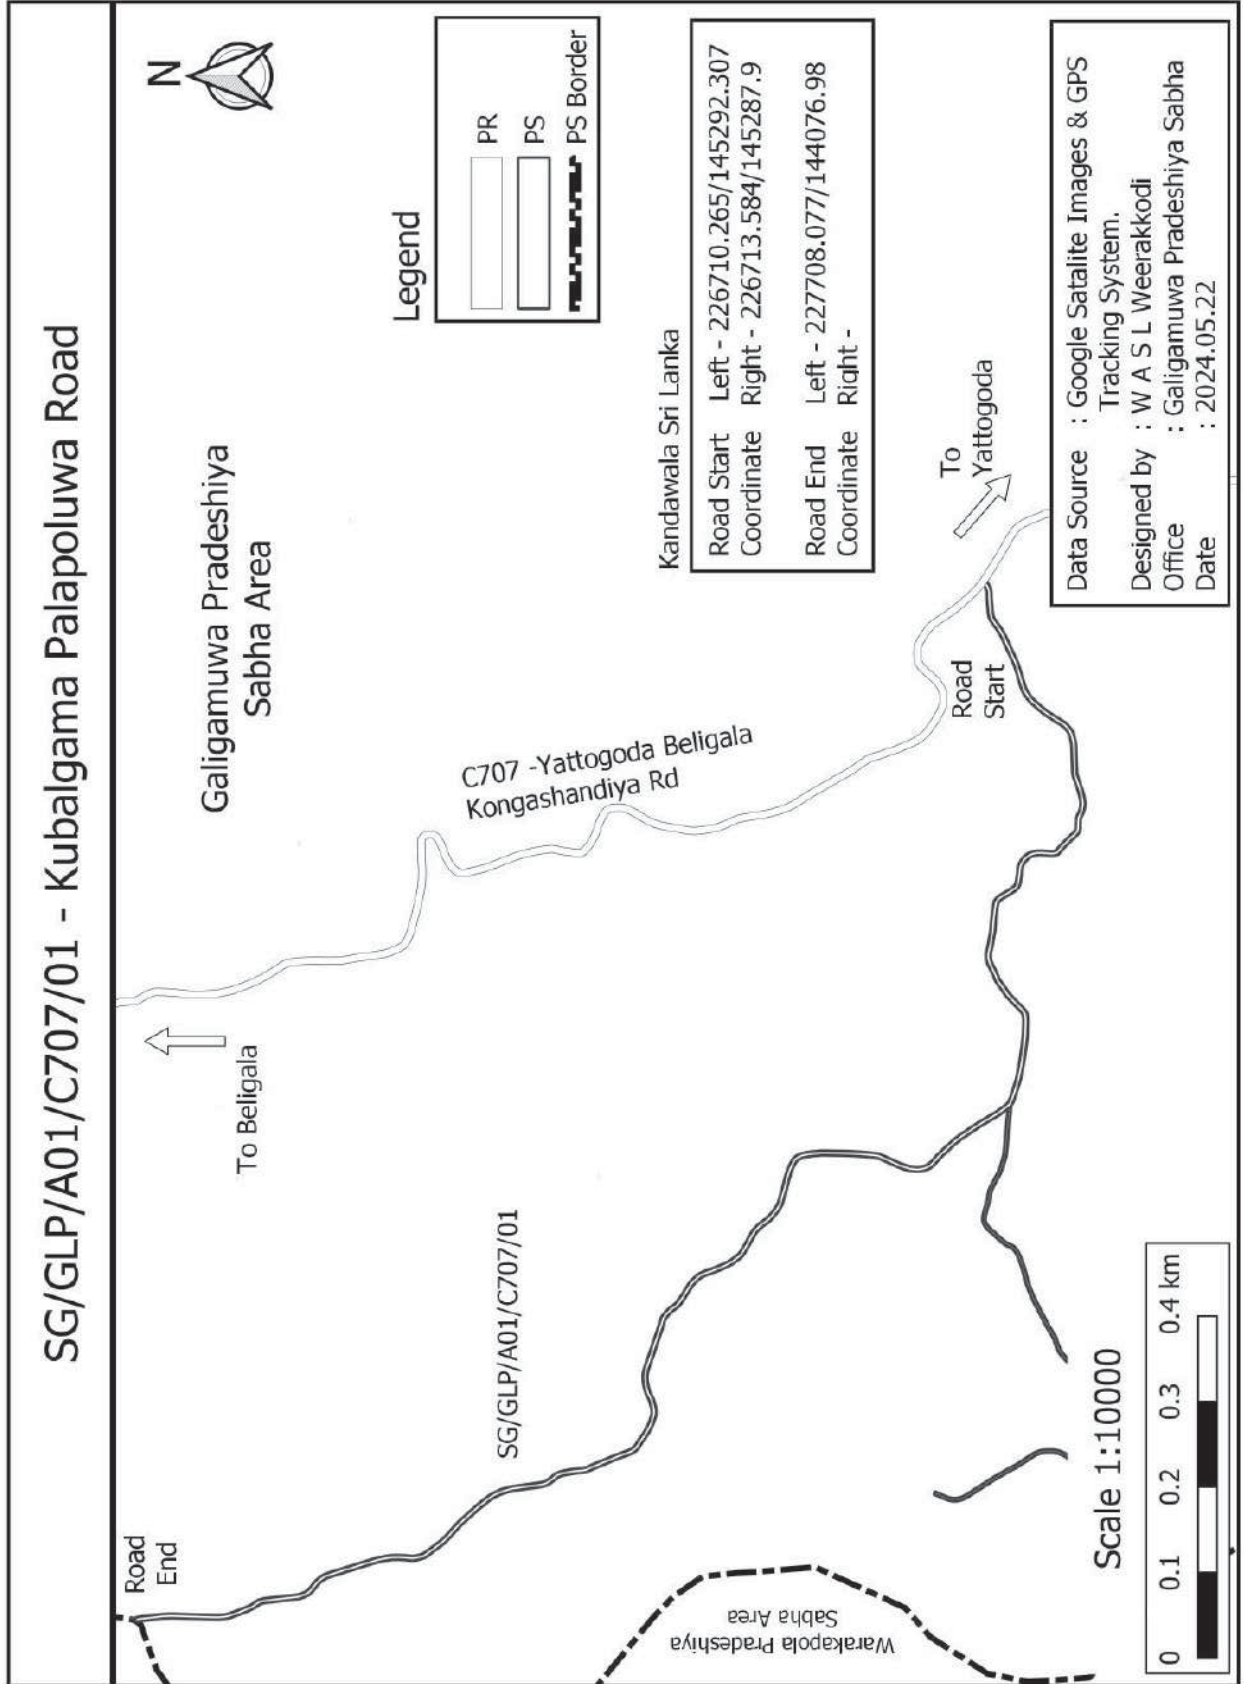 SG/GLP/A01/C707/01 - Kubalgama Palapoluwa Road
N
Galigamuwa Pradeshiya
Sabha Area
Legend
PR
PS
PS Border
To Beligala
C707 -Yattogoda Beligala
Kongashandiya Rd
Kandawala Sri Lanka
Road Start Left - 226710.265/145292.307
Coordinate Right - 226713.584/145287.9
Road End Left - 227708.077/144076.98
Coordinate Right -
Road
End
SG/GLP/A01/C707/01
Road
Start
To
Yattogoda
Warakapola Pradeshiya
Sabha Area
Scale 1:10000
0 0.1 0.2 0.3 0.4 km
Data Source : Google Satalite Images & GPS
Tracking System.
Designed by : W A S L Weerakkodi
Office : Galigamuwa Pradeshiya Sabha
Date : 2024.05.22